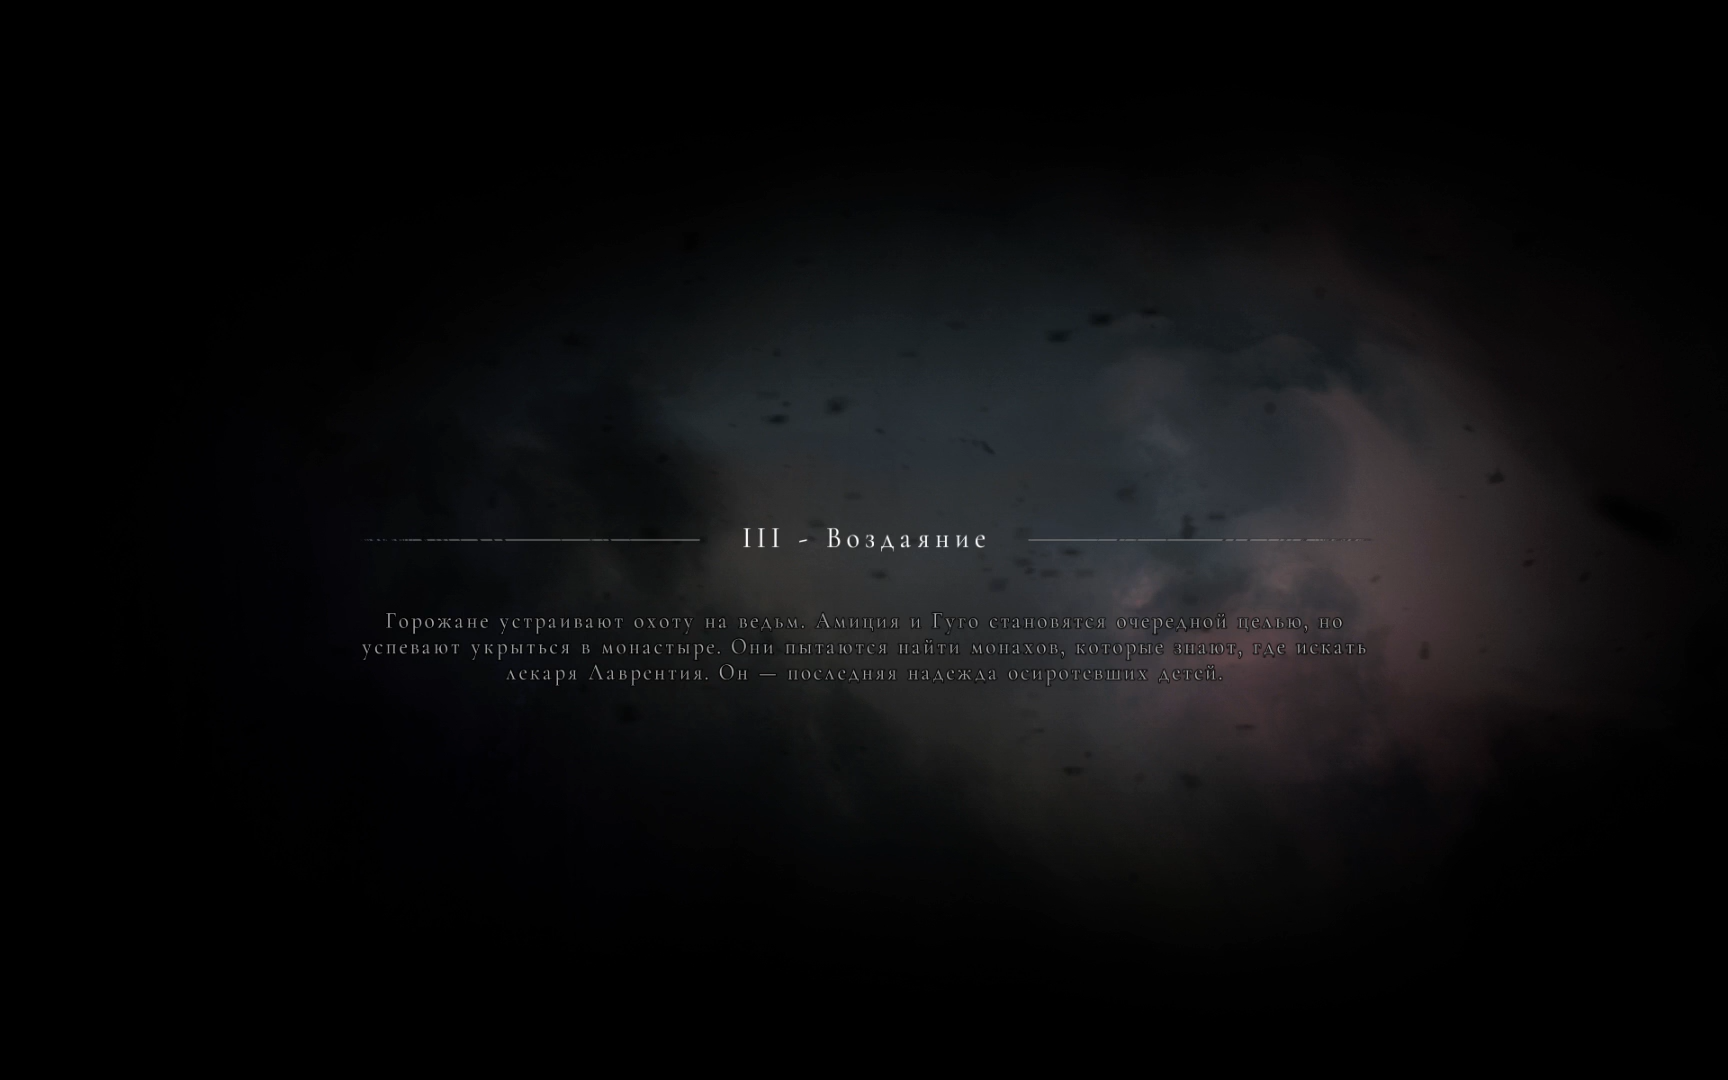 III - Воздаяние
Горожане устраивают охоту на ведьм. Амиция и Гуго становятся очередной целью, но
успевают укрыться в монастыре. Они пытаются найти монахов, которые знают, где искать
лекаря Лаврентия. Он — последняя надежда осиротевших детей.